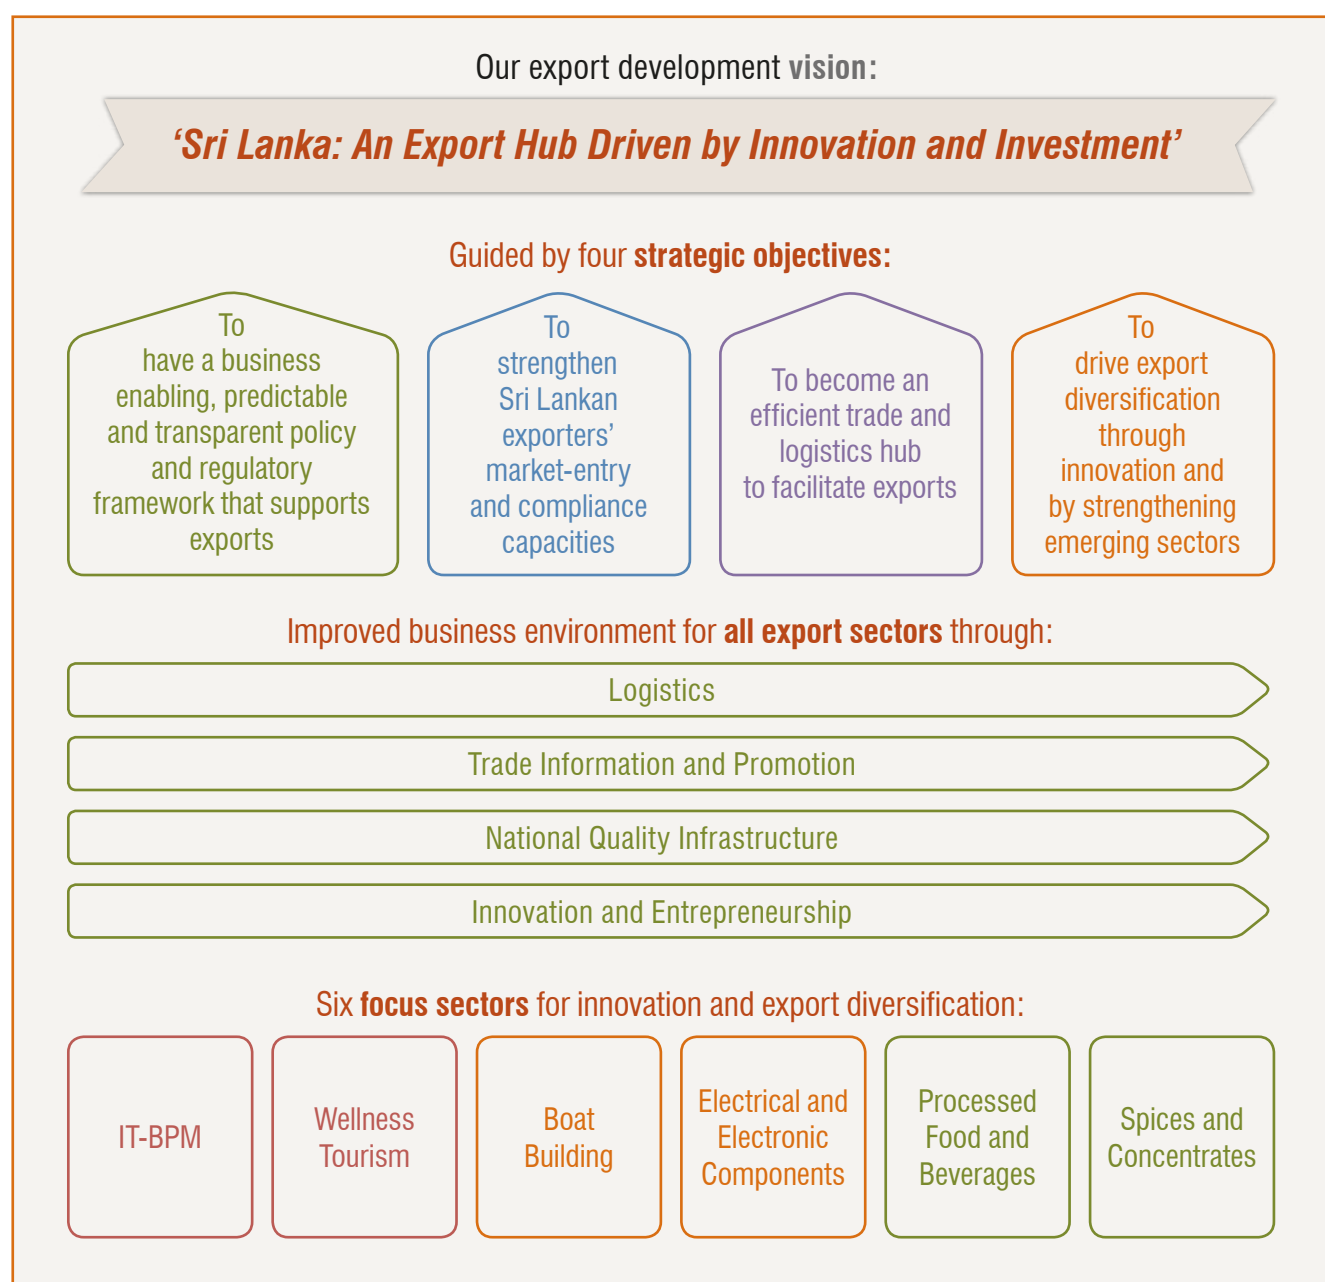 Our export development vision:
‘Sri Lanka: An Export Hub Driven by Innovation and Investment’
Guided by four strategic objectives:
To
have a business
enabling, predictable
and transparent policy
and regulatory
framework that supports
exports
To
strengthen
Sri Lankan
exporters’
market-entry
and compliance
capacities
To become an
efficient trade and
logistics hub
to facilitate exports
To
drive export
diversification
through
innovation and
by strengthening
emerging sectors
Improved business environment for all export sectors through:
Logistics
Trade Information and Promotion
National Quality Infrastructure
Innovation and Entrepreneurship
Six focus sectors for innovation and export diversification:
IT-BPM
Wellness
Tourism
Boat
Building
Electrical and
Electronic
Components
Processed
Food and
Beverages
Spices and
Concentrates